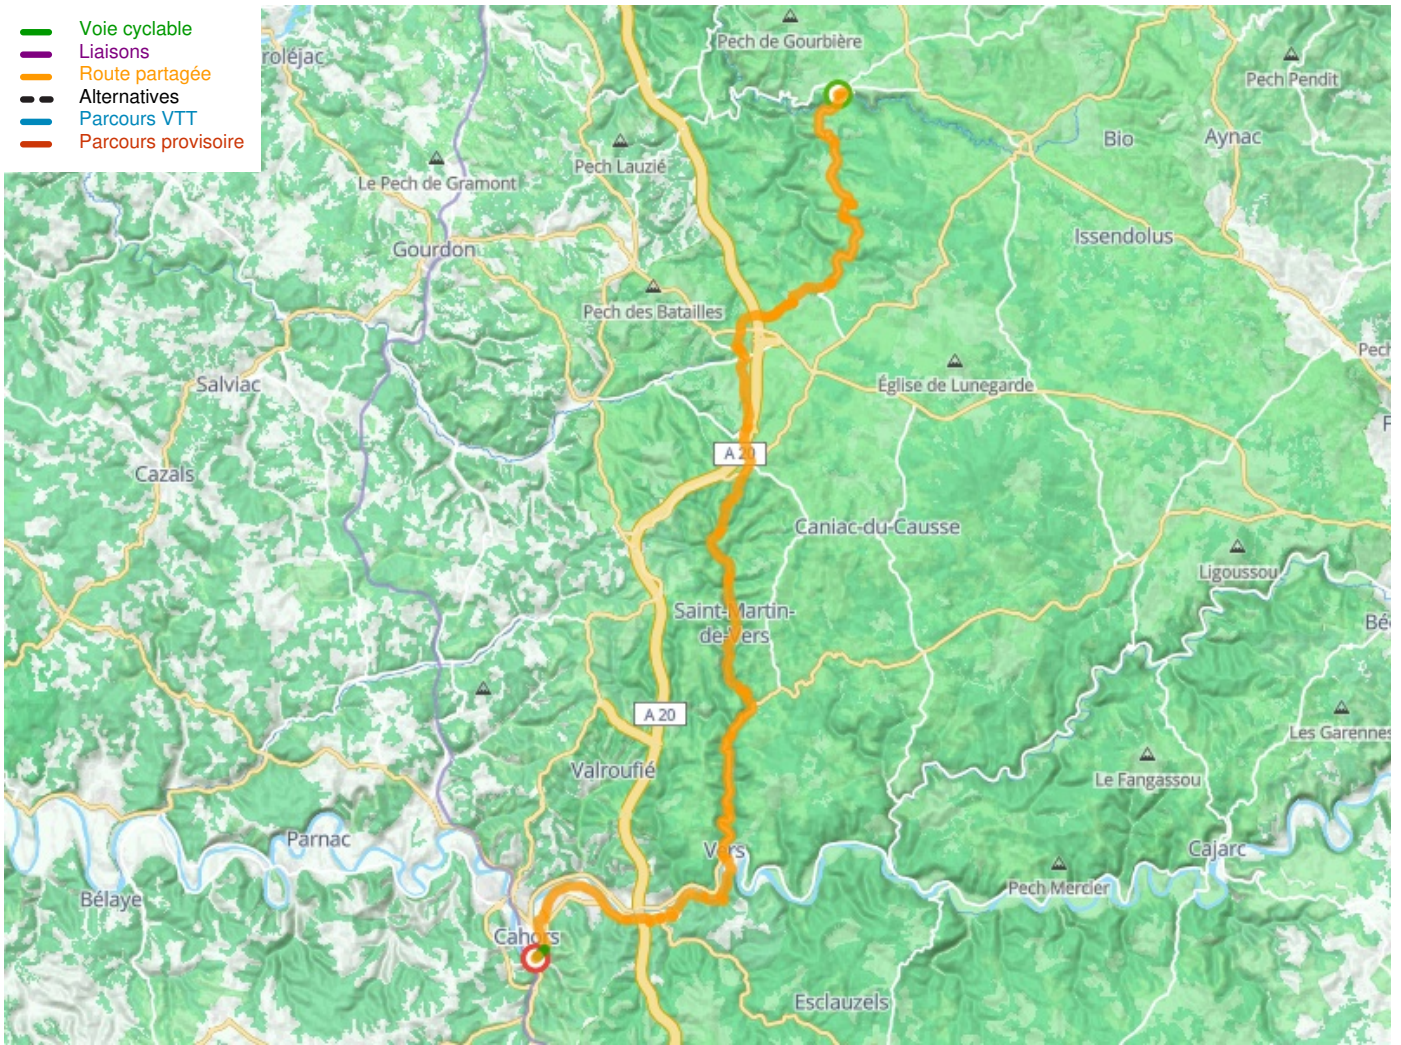 Voie cyclable
Liaisons
Route partagée
Alternatives
Parcours VTT
Parcours provisoire
roléjac
Pech de Gourbière
Pech Pendit
Bio
Aynac
Pech Lauzié
Le Pech de Gramont
Issendolus
Gourdon
Pech des Batailles
Pech
Salviac
Église de Lunegarde
F
A 20
Cazals
Caniac-du-Causse
Ligoussou
Saint-Martin-
de-Vers
Bé
A 20
Les Garennes
Valroufié
Le Fangassou
Parnac
Vers
Cajarc
Pech Mercier
Bélaye
Cahors
Esclauzels